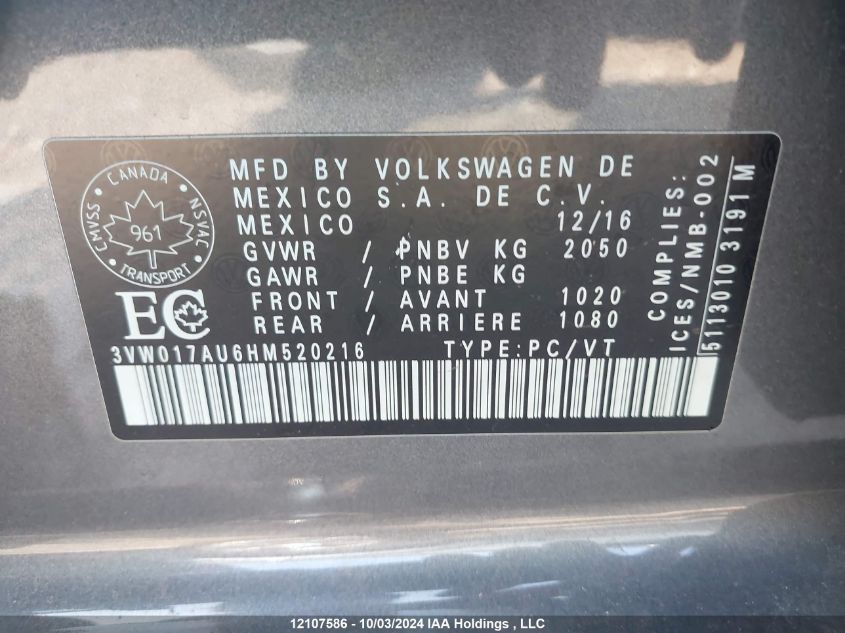 CANADA
CMVSS
NSVAC
961
TRANSPORT
EC
MFD BY VOLKSWAGEN DE
MEXICO S.A. DE C.V.
MEXICO 12/16
GVWR / PNBV KG 2050
GAWR / PNBE KG
FRONT / AVANT 1020
REAR / ARRIERE 1080
3VW017AU6HM520216 TYPE:PC/VT
COMPLIES:
ICES/NMB-002
5113010 3191 M
12107586 - 10/03/2024 IAA Holdings , LLC